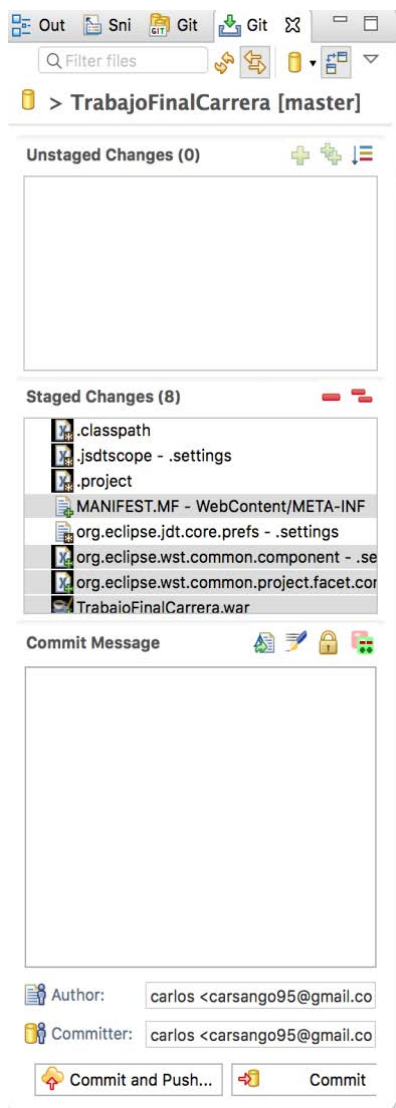 Out Sni Git Git
Filter files
> TrabajoFinalCarrera [master]
Unstaged Changes (0)
Staged Changes (8)
.classpath
.jsdtscope - .settings
.project
MANIFEST.MF - WebContent/META-INF
org.eclipse.jdt.core.prefs - .settings
org.eclipse.wst.common.component - .se
org.eclipse.wst.common.project.facet.cor
TrabajoFinalCarrera.war
Commit Message
Author: carlos <carsango95@gmail.co
Committer: carlos <carsango95@gmail.co
Commit and Push... Commit